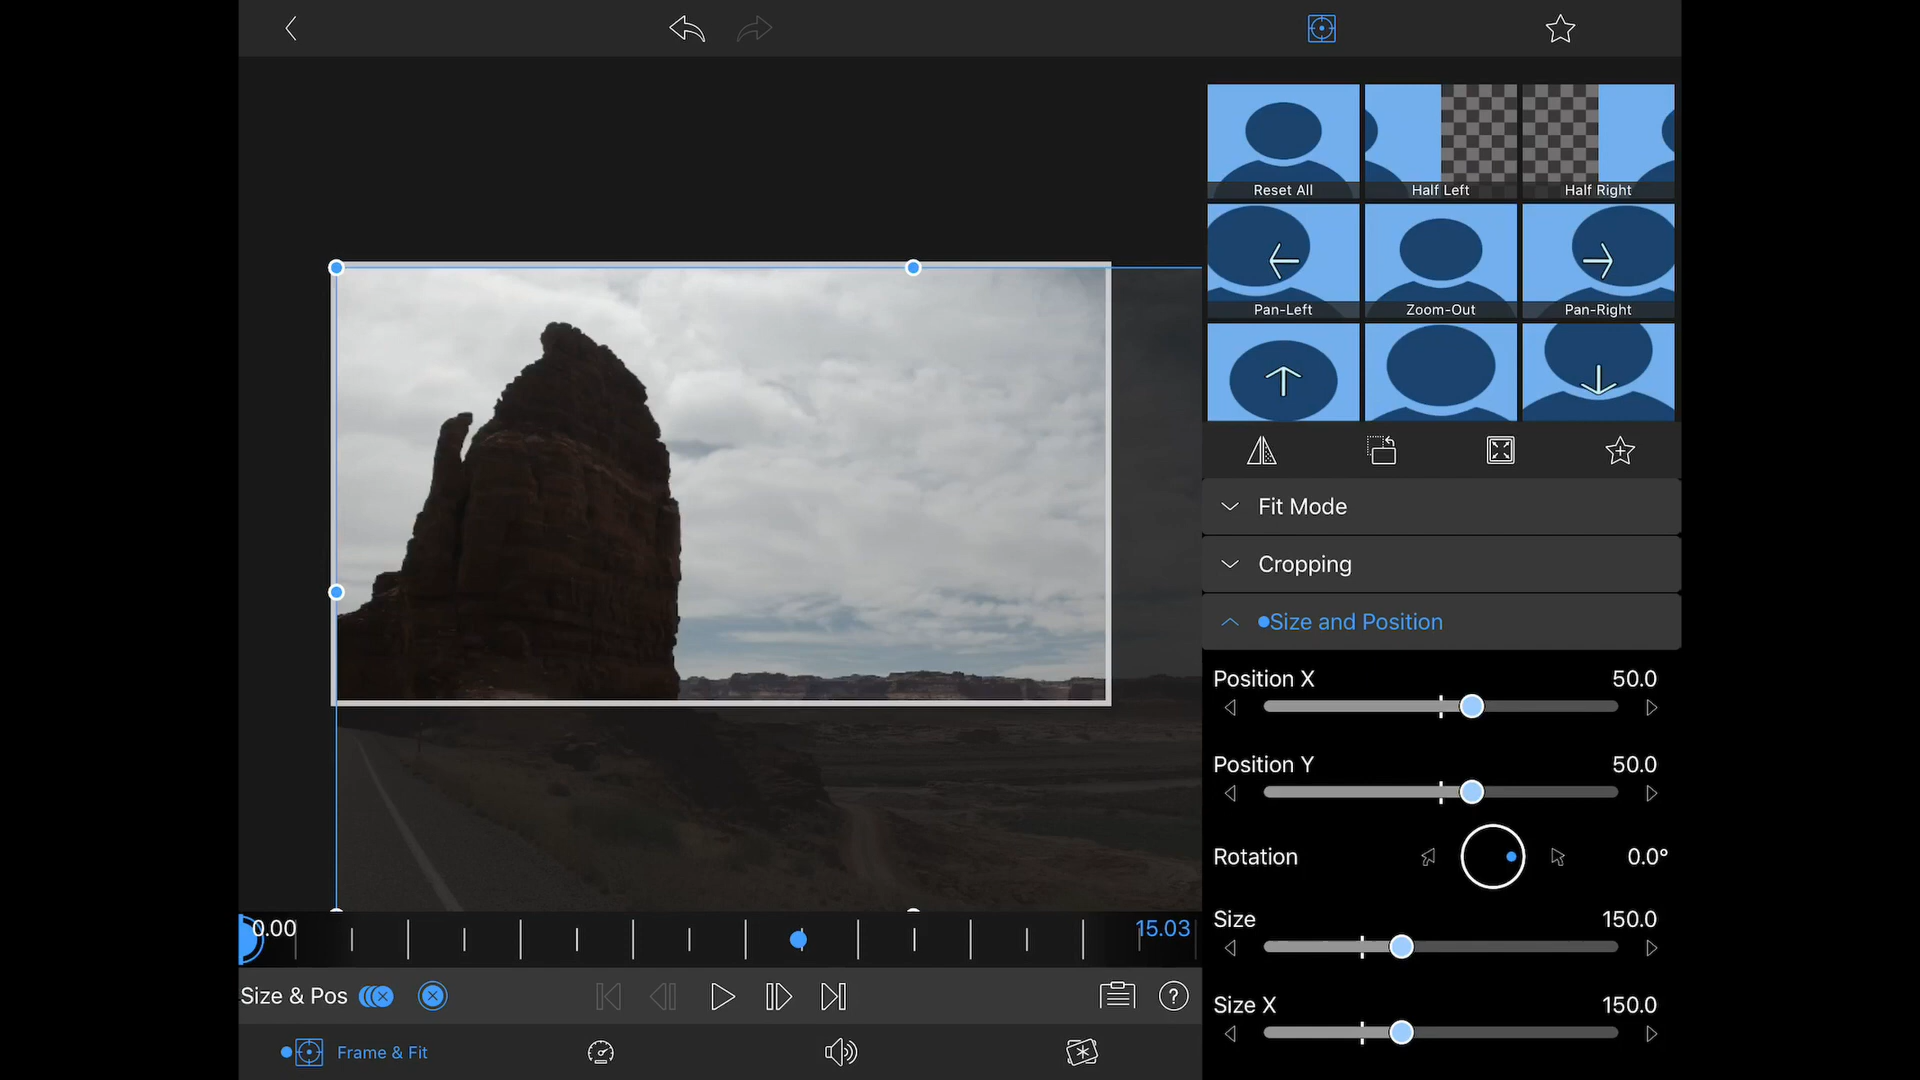 Reset All
Half Left
Half Right
Pan-Left
Zoom-Out
Pan-Right
Fit Mode
Cropping
Size and Position
Position X 50.0
Position Y 50.0
Rotation 0.0°
Size 150.0
Size X 150.0
0.00
15.03
Size & Pos
?
Frame & Fit